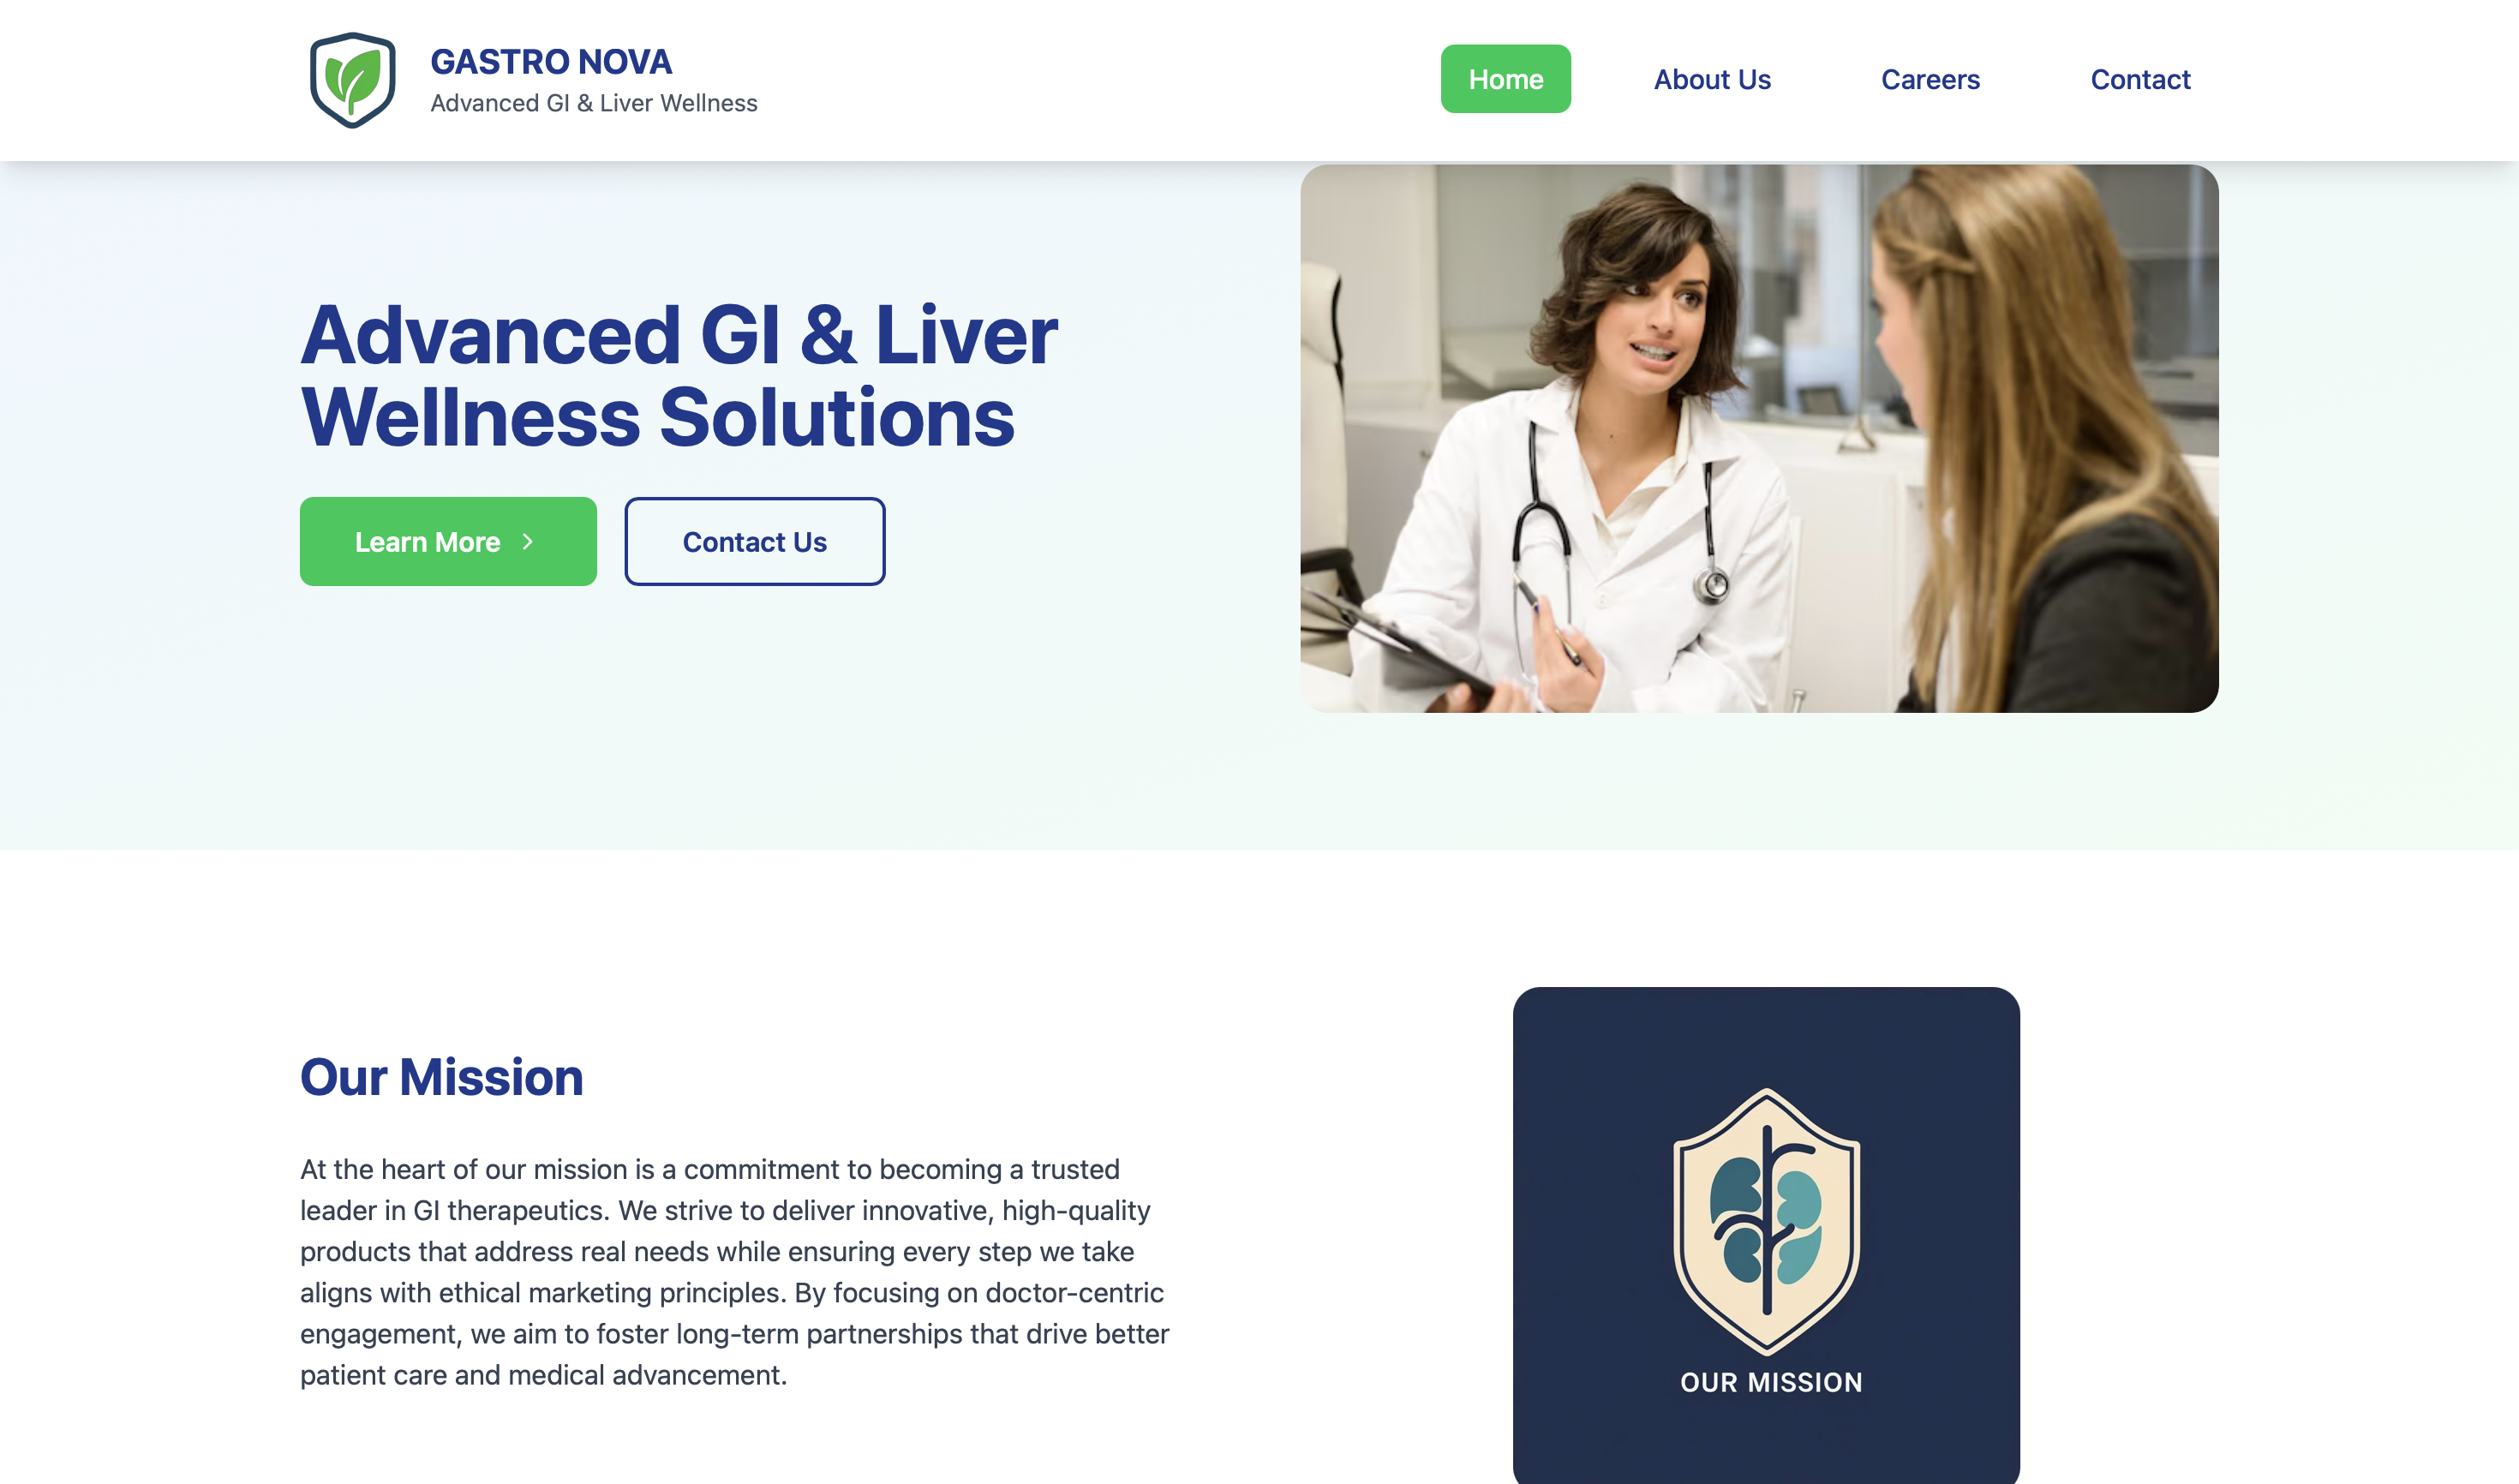 GASTRO NOVA
Advanced GI & Liver Wellness
Home
About Us
Careers
Contact
Advanced GI & Liver
Wellness Solutions
Learn More
Contact Us
Our Mission
At the heart of our mission is a commitment to becoming a trusted
leader in GI therapeutics. We strive to deliver innovative, high-quality
products that address real needs while ensuring every step we take
aligns with ethical marketing principles. By focusing on doctor-centric
engagement, we aim to foster long-term partnerships that drive better
patient care and medical advancement.
OUR MISSION